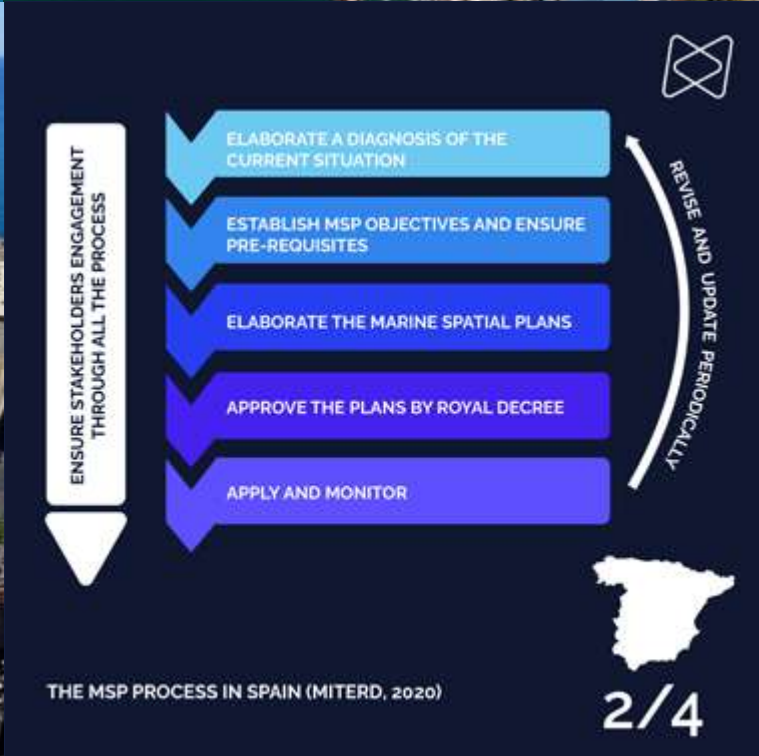 ENSURE STAKEHOLDERS ENGAGEMENT
THROUGH ALL THE PROCESS
ELABORATE A DIAGNOSIS OF THE
CURRENT SITUATION
ESTABLISH MSP OBJECTIVES AND ENSURE
PRE-REQUISITES
ELABORATE THE MARINE SPATIAL PLANS
APPROVE THE PLANS BY ROYAL DECREE
APPLY AND MONITOR
REVISE AND UPDATE PERIODICALLY
THE MSP PROCESS IN SPAIN (MITERD, 2020)
2/4